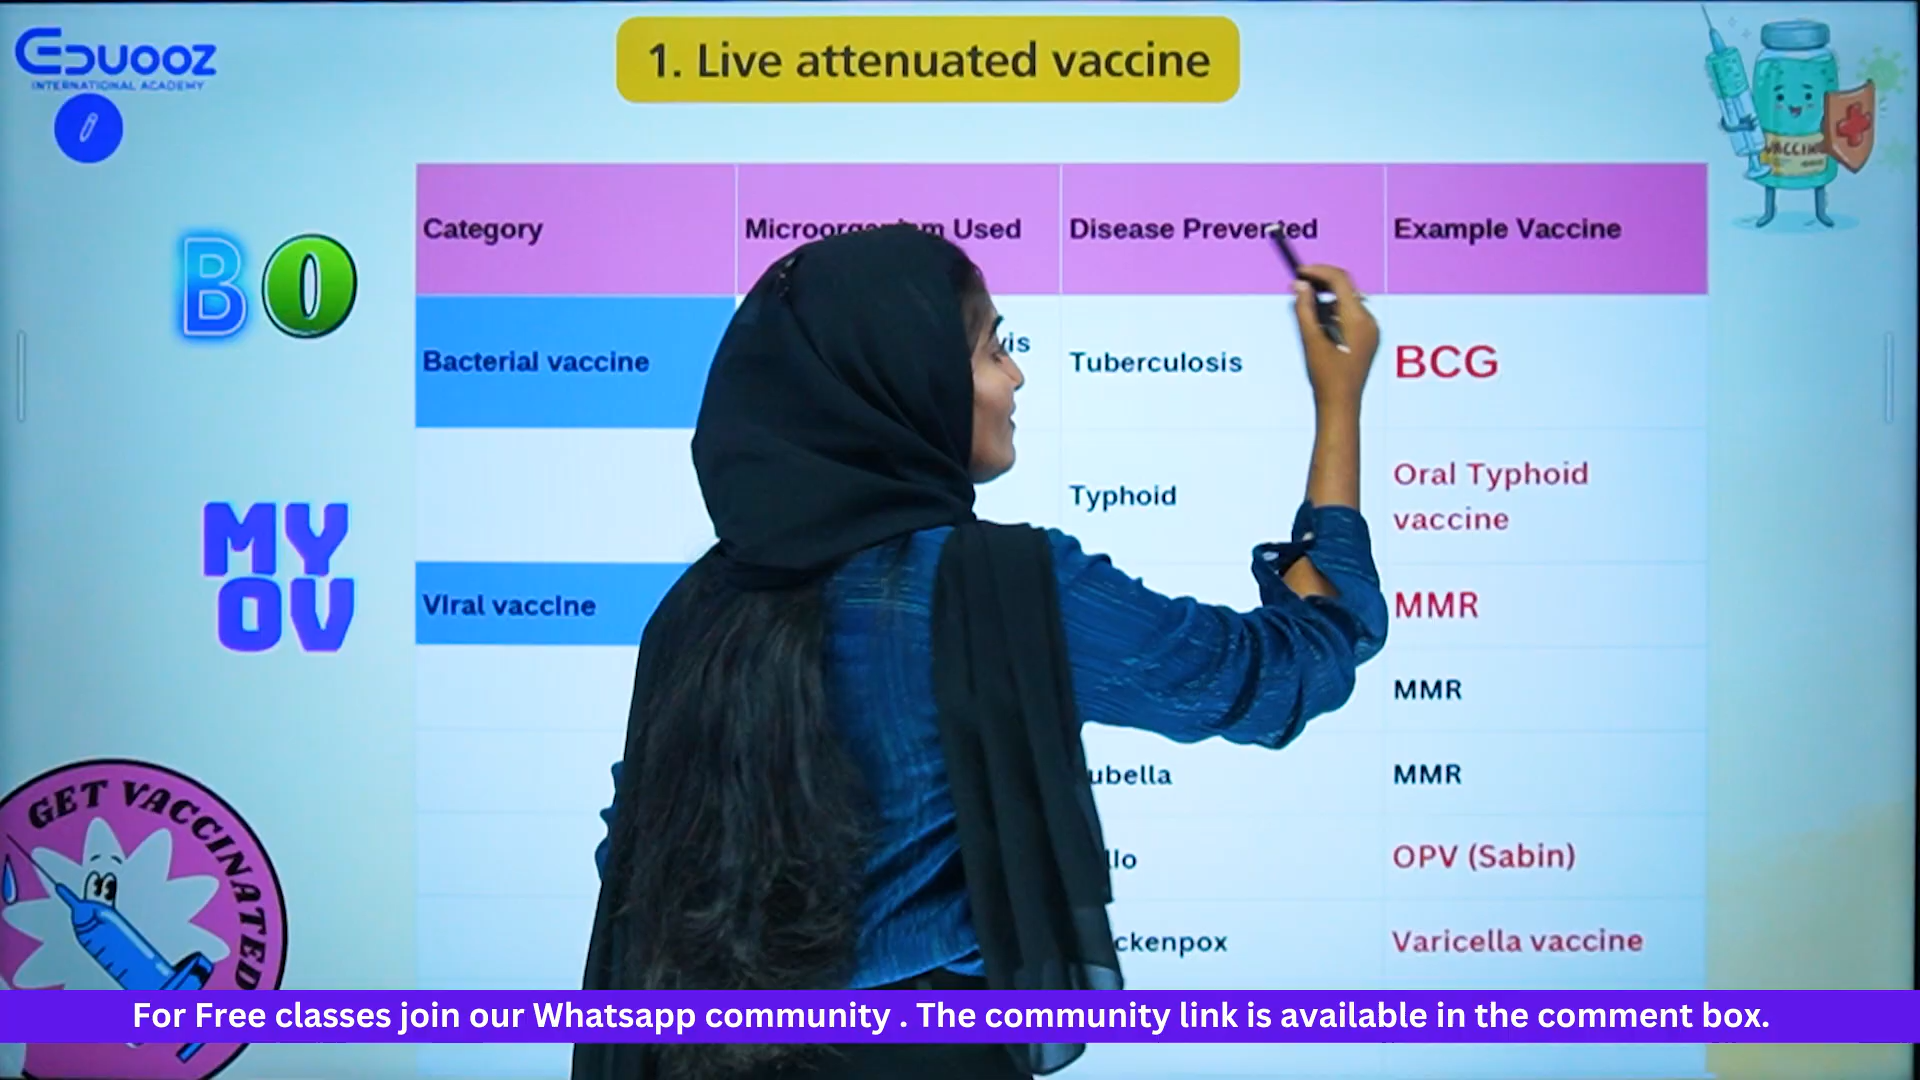 EDUOOZ
INTERNATIONAL ACADEMY
1. Live attenuated vaccine
VACCINE
BO
MY
OV
Category
Used
Disease Prevented
Example Vaccine
Bacterial vaccine
Tuberculosis
BCG
Typhoid
Oral Typhoid
vaccine
Viral vaccine
MMR
MMR
MMR
OPV (Sabin)
Varicella vaccine
GET VACCINATED
For Free classes join our Whatsapp community . The community link is available in the comment box.